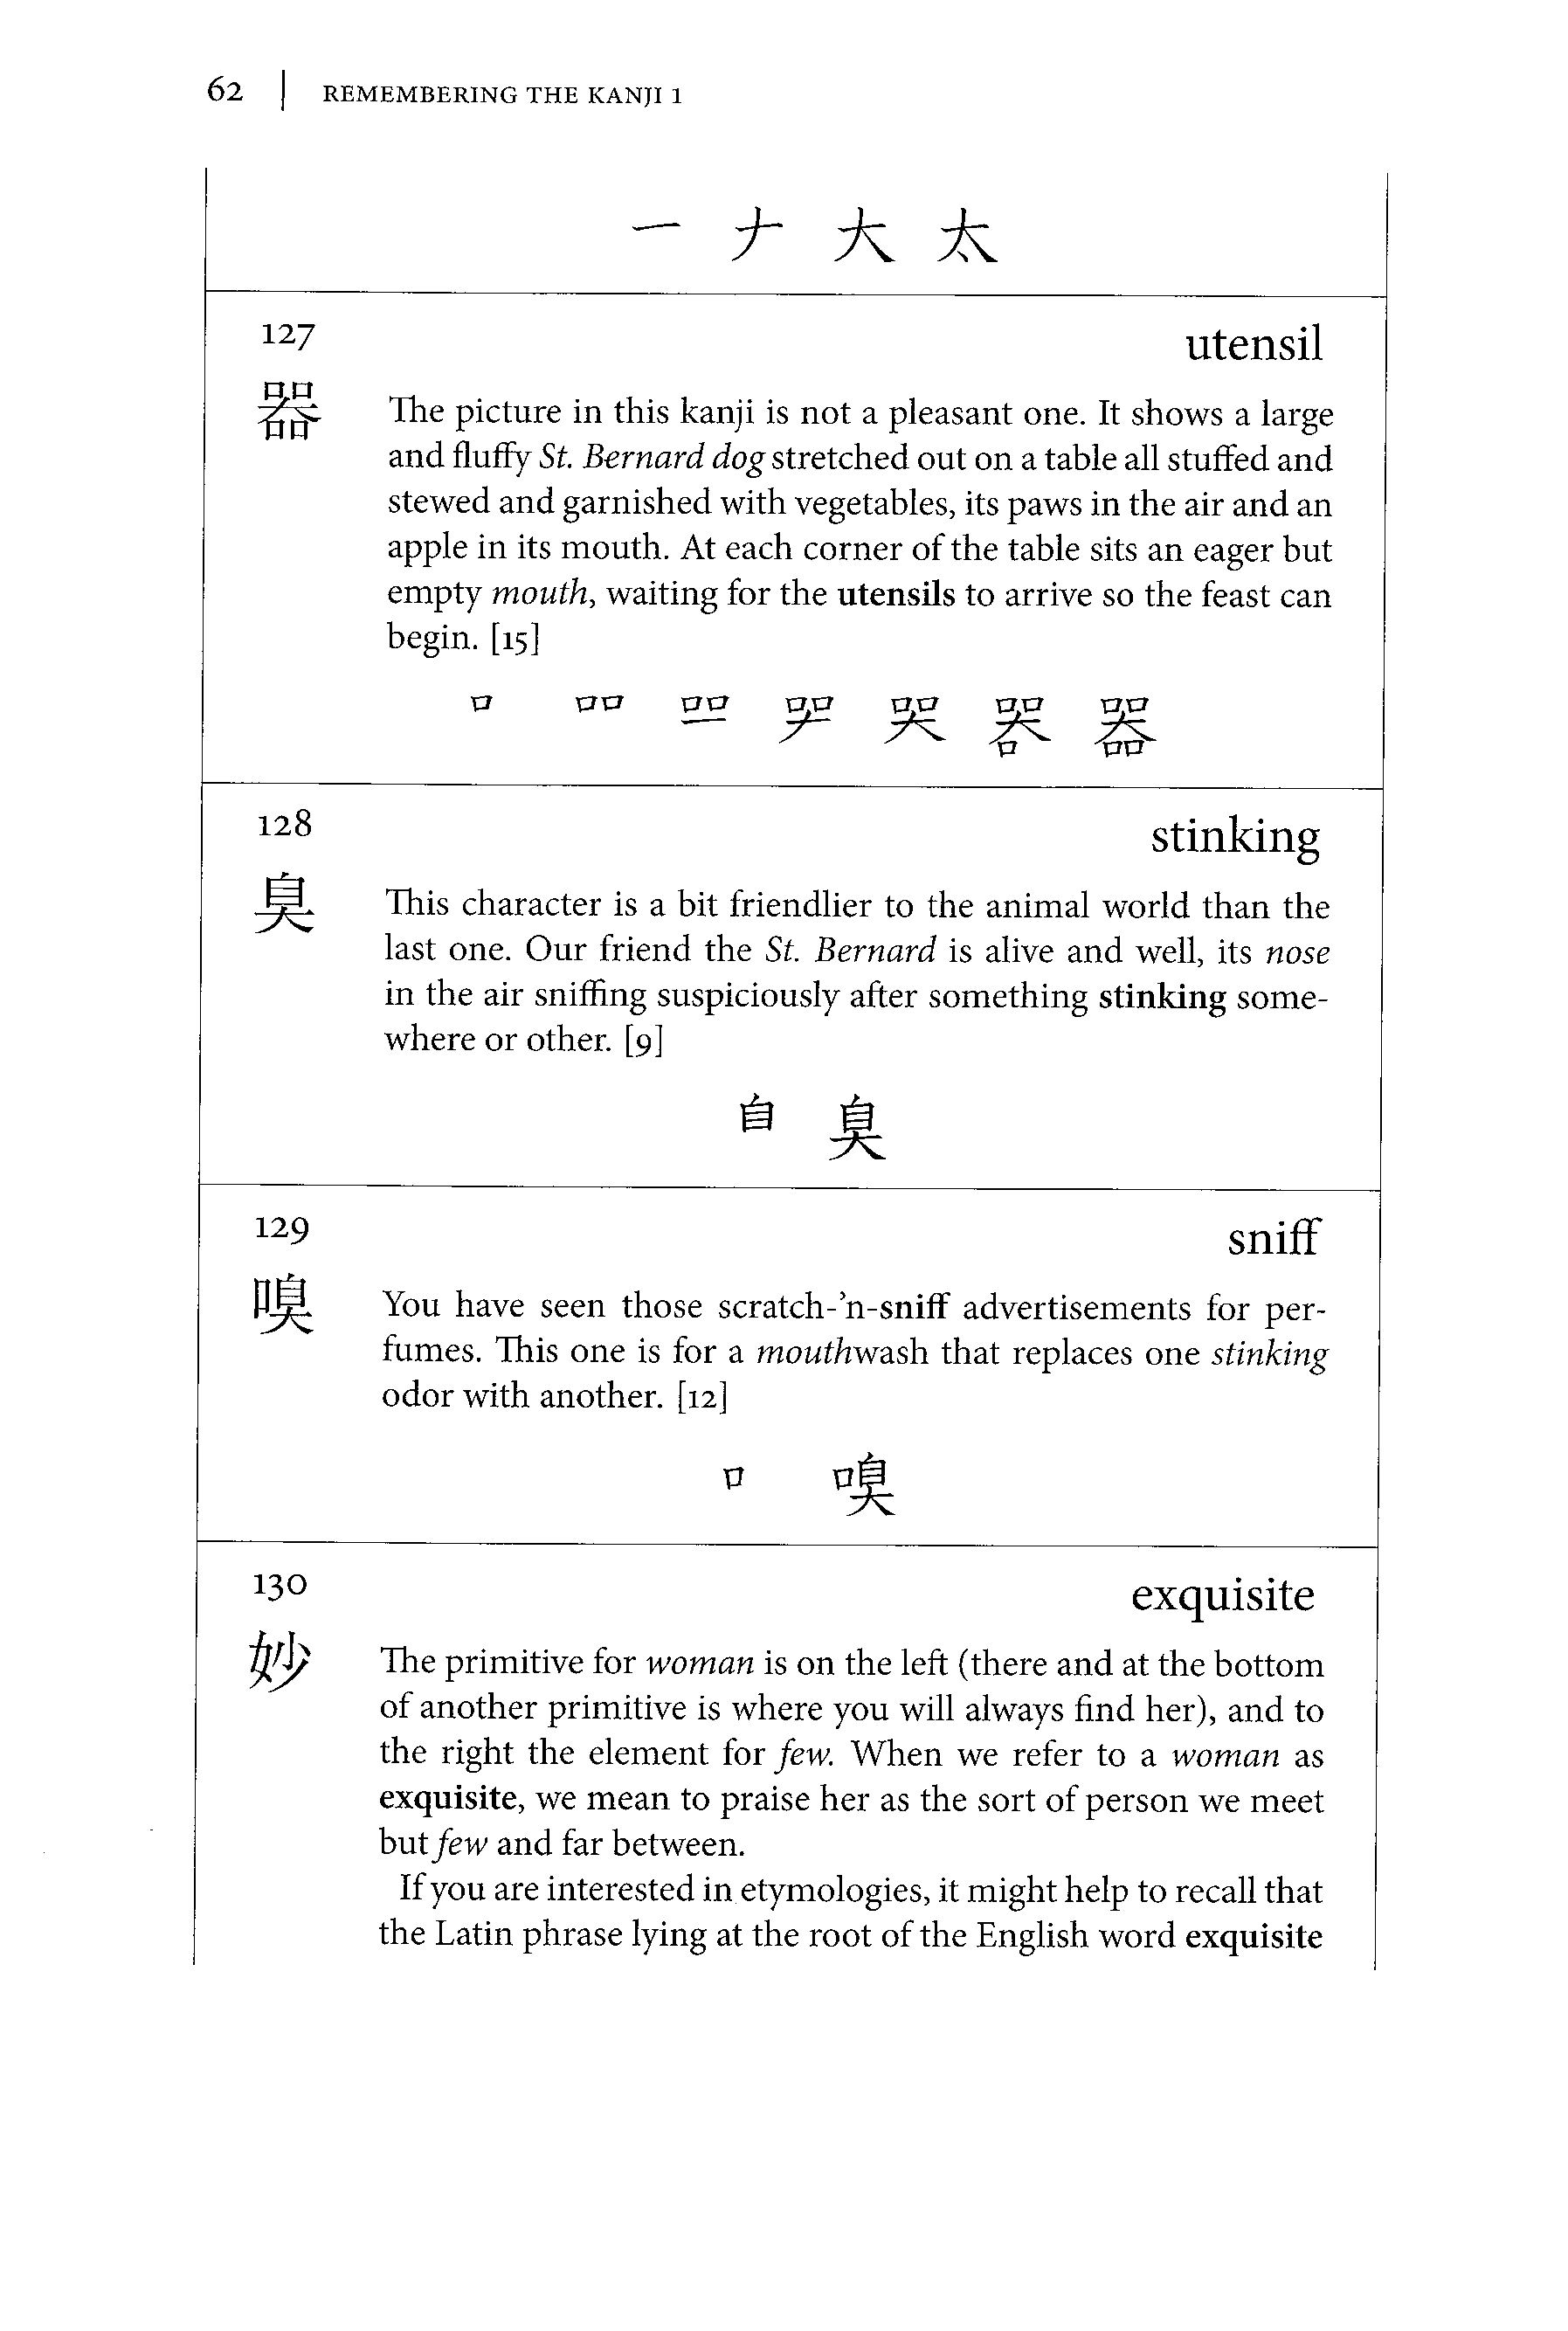 62 | REMEMBERING THE KANJI 1
一 ナ 大 太
127 utensil
器 The picture in this kanji is not a pleasant one. It shows a large
and fluffy St. Bernard dog stretched out on a table all stuffed and
stewed and garnished with vegetables, its paws in the air and an
apple in its mouth. At each corner of the table sits an eager but
empty mouth, waiting for the utensils to arrive so the feast can
begin. [15]
口 吅 哭 器
128 stinking
臭 This character is a bit friendlier to the animal world than the
last one. Our friend the St. Bernard is alive and well, its nose
in the air sniffing suspiciously after something stinking some-
where or other. [9]
自 臭
129 sniff
嗅 You have seen those scratch-’n-sniff advertisements for per-
fumes. This one is for a mouthwash that replaces one stinking
odor with another. [12]
口 嗅
130 exquisite
妙 The primitive for woman is on the left (there and at the bottom
of another primitive is where you will always find her), and to
the right the element for few. When we refer to a woman as
exquisite, we mean to praise her as the sort of person we meet
but few and far between.
If you are interested in etymologies, it might help to recall that
the Latin phrase lying at the root of the English word exquisite